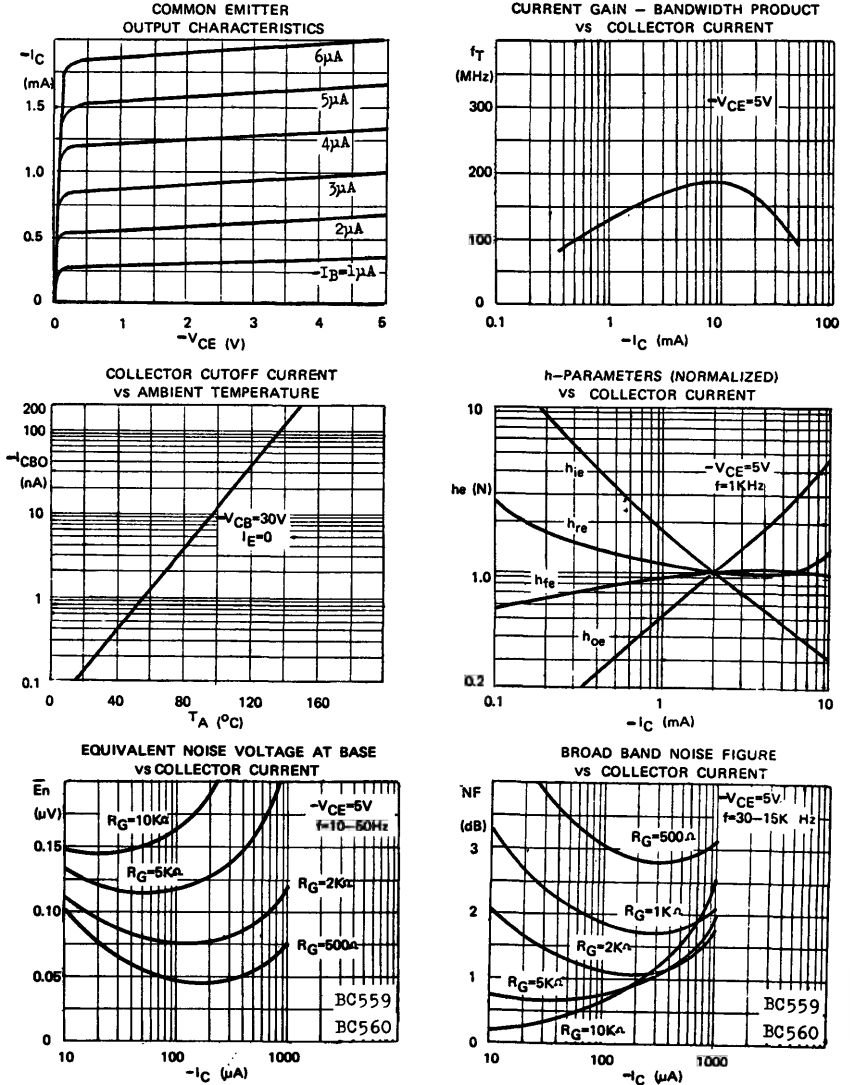 COMMON EMITTER
OUTPUT CHARACTERISTICS
-IC
(mA)
1.5
1.0
0.5
0
6µA
5µA
4µA
3µA
2µA
-IB=1µA
0 1 2 3 4 5
-VCE (V)
CURRENT GAIN – BANDWIDTH PRODUCT
vs COLLECTOR CURRENT
fT
(MHz)
300
200
100
0
-VCE=5V
0.1 1 10 100
-IC (mA)
COLLECTOR CUTOFF CURRENT
vs AMBIENT TEMPERATURE
200
100
-ICBO
(nA)
10
1
0.1
-VCB=30V
IE=0
0 40 80 120 160
TA (°C)
h-PARAMETERS (NORMALIZED)
vs COLLECTOR CURRENT
10
he (N)
1.0
0.2
hie
hre
hfe
hoe
-VCE=5V
f=1KHz
0.1 1 10
-IC (mA)
EQUIVALENT NOISE VOLTAGE AT BASE
vs COLLECTOR CURRENT
En
(µV)
0.15
0.10
0.05
0
RG=10KΩ
RG=5KΩ
RG=2KΩ
RG=500Ω
-VCE=5V
f=10–50Hz
BC559
BC560
10 100 1000
-IC (µA)
BROAD BAND NOISE FIGURE
vs COLLECTOR CURRENT
NF
(dB)
3
2
1
0
-VCE=5V
f=30–15K Hz
RG=500Ω
RG=1KΩ
RG=2KΩ
RG=5KΩ
RG=10KΩ
BC559
BC560
10 100 1000
-IC (µA)